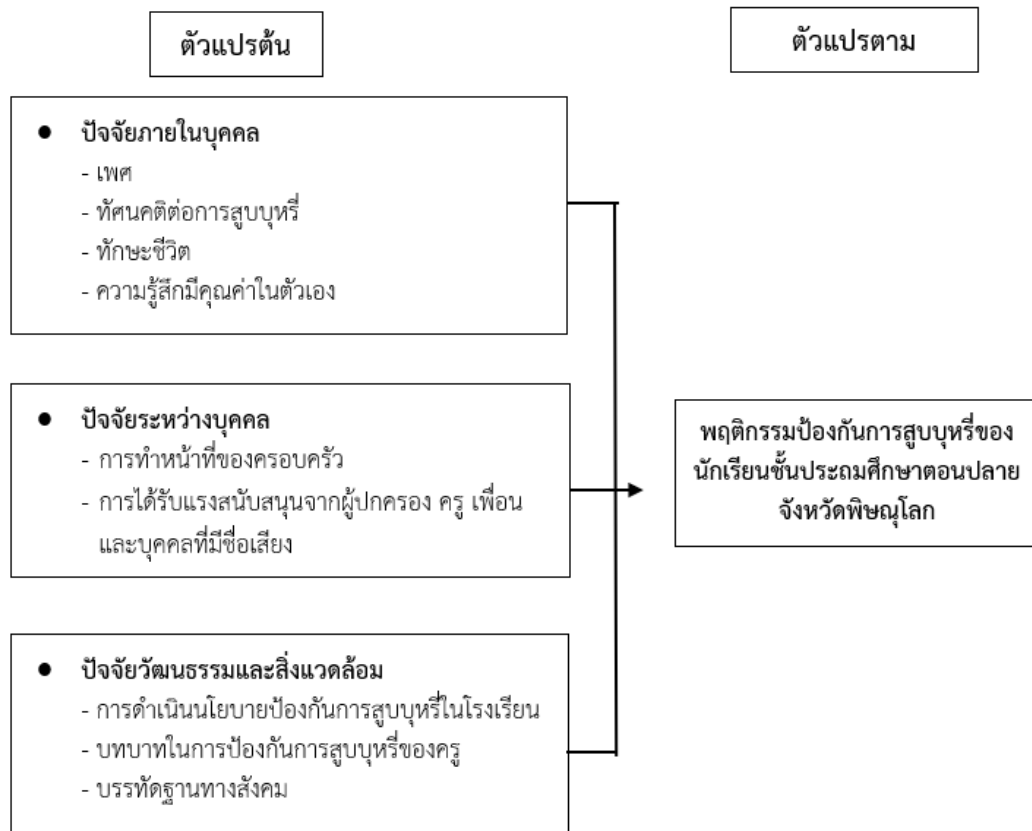 ตัวแปรต้น
ตัวแปรตาม
● ปัจจัยภายในบุคคล
- เพศ
- ทัศนคติต่อการสูบบุหรี่
- ทักษะชีวิต
- ความรู้สึกมีคุณค่าในตัวเอง
● ปัจจัยระหว่างบุคคล
- การทำหน้าที่ของครอบครัว
- การได้รับแรงสนับสนุนจากผู้ปกครอง ครู เพื่อน
และบุคคลที่มีชื่อเสียง
พฤติกรรมป้องกันการสูบบุหรี่ของ
นักเรียนชั้นประถมศึกษาตอนปลาย
จังหวัดพิษณุโลก
● ปัจจัยวัฒนธรรมและสิ่งแวดล้อม
- การดำเนินนโยบายป้องกันการสูบบุหรี่ในโรงเรียน
- บทบาทในการป้องกันการสูบบุหรี่ของครู
- บรรทัดฐานทางสังคม